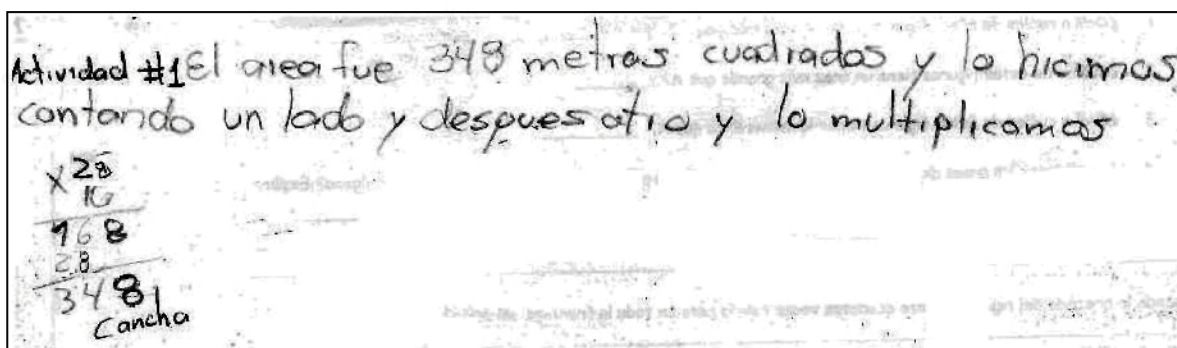 Actividad #1 El area fue 348 metros cuadrados y lo hicimos
contando un lado y despues otro y lo multiplicamos
x 28
16
168
28
348
Cancha